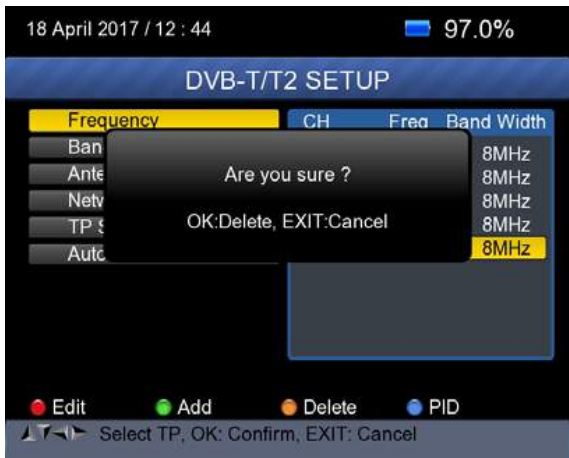 18 April 2017 / 12 : 44 97.0%
DVB-T/T2 SETUP
Frequency
CH Freq Band Width
Are you sure ?
OK:Delete, EXIT:Cancel
8MHz
8MHz
8MHz
8MHz
8MHz
Edit Add Delete PID
Select TP, OK: Confirm, EXIT: Cancel